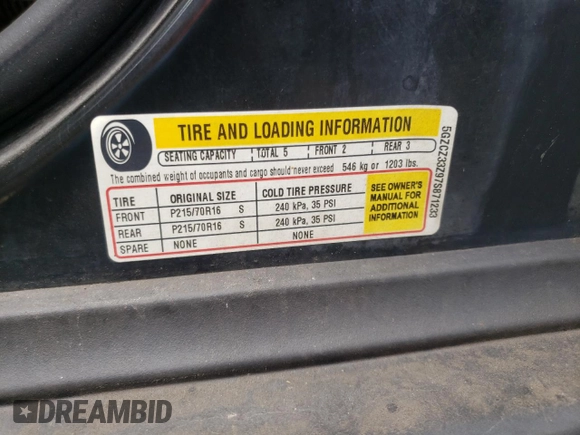 TIRE AND LOADING INFORMATION
SEATING CAPACITY TOTAL 5 FRONT 2 REAR 3
The combined weight of occupants and cargo should never exceed 546 kg or 1203 lbs.
TIRE ORIGINAL SIZE COLD TIRE PRESSURE
FRONT P215/70R16 S 240 kPa, 35 PSI
REAR P215/70R16 S 240 kPa, 35 PSI
SPARE NONE NONE
SEE OWNER'S
MANUAL FOR
ADDITIONAL
INFORMATION
5GZCZ33Z97S871233
DREAMBID